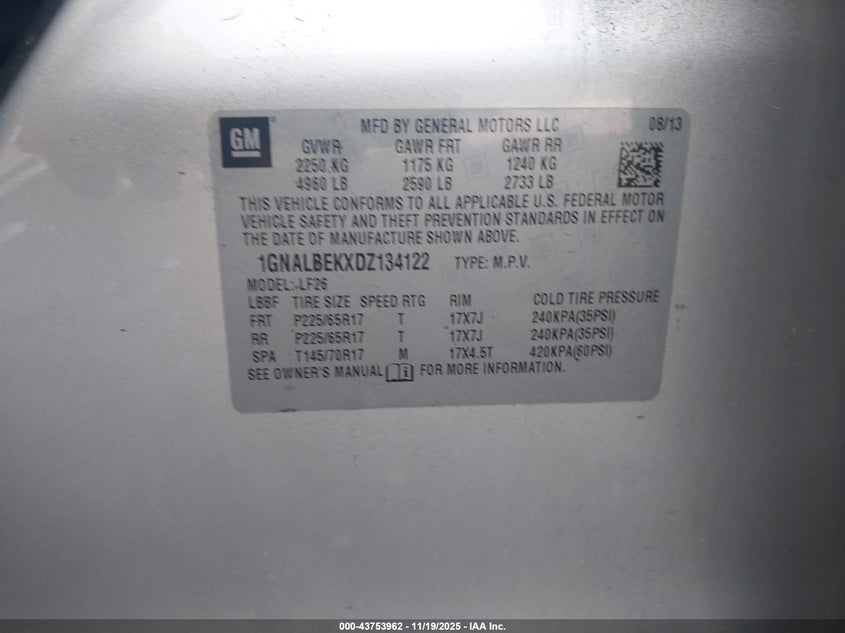 GM
MFD BY GENERAL MOTORS LLC 08/13
GVWR GAWR FRT GAWR RR
2250 KG 1175 KG 1240 KG
4960 LB 2590 LB 2733 LB
THIS VEHICLE CONFORMS TO ALL APPLICABLE U.S. FEDERAL MOTOR
VEHICLE SAFETY AND THEFT PREVENTION STANDARDS IN EFFECT ON
THE DATE OF MANUFACTURE SHOWN ABOVE.
1GNALBEKXDZ134122 TYPE: M.P.V.
MODEL:-LF26
LBBF TIRE SIZE SPEED RTG RIM COLD TIRE PRESSURE
FRT P225/65R17 T 17X7J 240KPA(35PSI)
RR P225/65R17 T 17X7J 240KPA(35PSI)
SPA T145/70R17 M 17X4.5T 420KPA(60PSI)
SEE OWNER'S MANUAL FOR MORE INFORMATION.
000-43753962 - 11/19/2025 - IAA Inc.